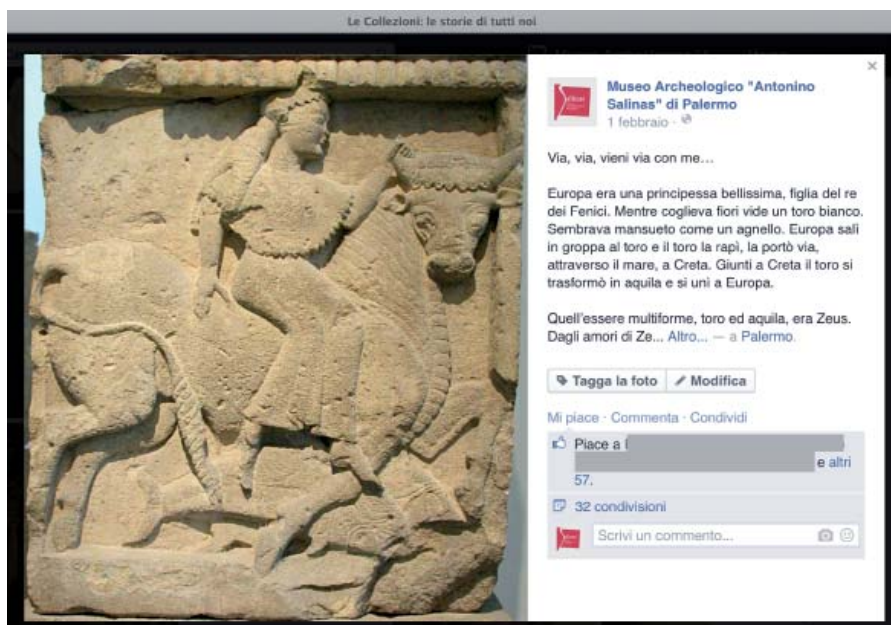 Le Collezioni: le storie di tutti noi
Museo Archeologico "Antonino
Salinas" di Palermo
1 febbraio ·
Via, via, vieni via con me…
Europa era una principessa bellissima, figlia del re
dei Fenici. Mentre coglieva fiori vide un toro bianco.
Sembrava mansueto come un agnello. Europa salì
in groppa al toro e il toro la rapì, la portò via,
attraverso il mare, a Creta. Giunti a Creta il toro si
trasformò in aquila e si unì a Europa.
Quell'essere multiforme, toro ed aquila, era Zeus.
Dagli amori di Ze... Altro... — a Palermo.
Tagga la foto Modifica
Mi piace · Commenta · Condividi
Piace a
e altri
57.
32 condivisioni
Scrivi un commento...